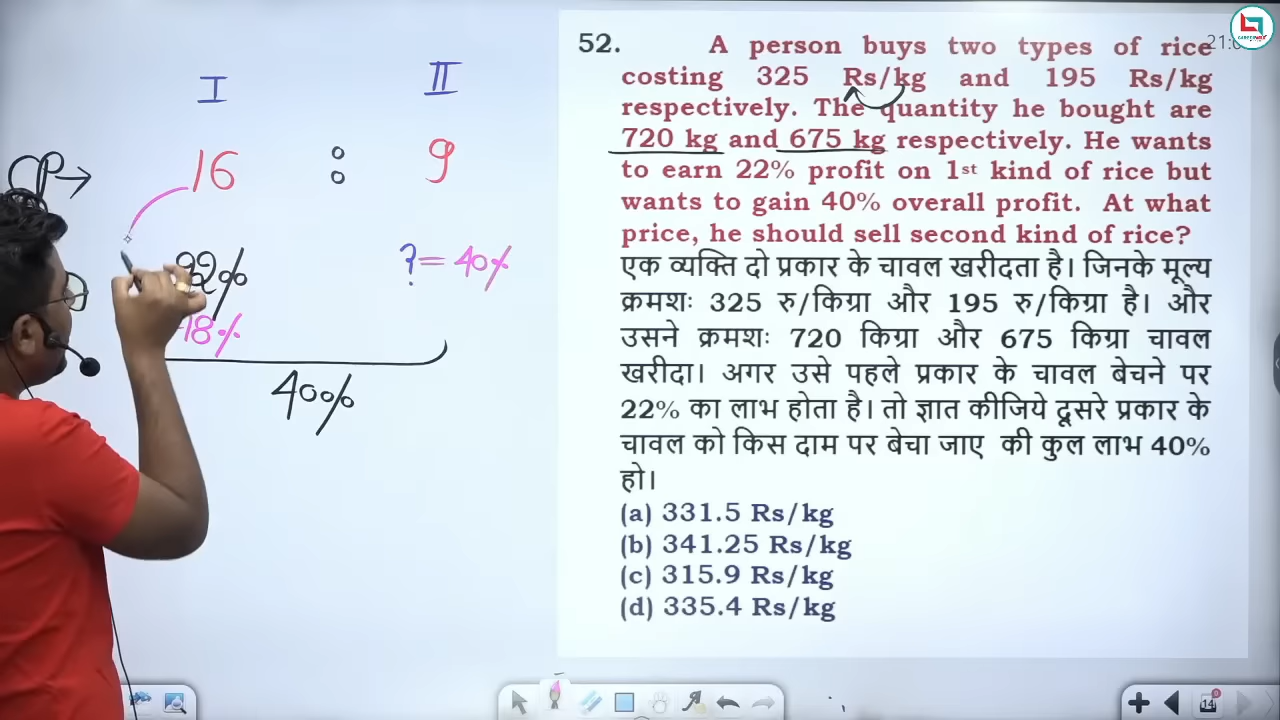 I II
CP→ 16 : 9
22% ?= 40%
-18%
40%
52. A person buys two types of rice
costing 325 Rs/kg and 195 Rs/kg
respectively. The quantity he bought are
720 kg and 675 kg respectively. He wants
to earn 22% profit on 1st kind of rice but
wants to gain 40% overall profit. At what
price, he should sell second kind of rice?
एक व्यक्ति दो प्रकार के चावल खरीदता है। जिनके मूल्य
क्रमशः 325 रु/किग्रा और 195 रु/किग्रा है। और
उसने क्रमशः 720 किग्रा और 675 किग्रा चावल
खरीदा। अगर उसे पहले प्रकार के चावल बेचने पर
22% का लाभ होता है। तो ज्ञात कीजिये दूसरे प्रकार के
चावल को किस दाम पर बेचा जाए की कुल लाभ 40%
हो।
(a) 331.5 Rs/kg
(b) 341.25 Rs/kg
(c) 315.9 Rs/kg
(d) 335.4 Rs/kg
14